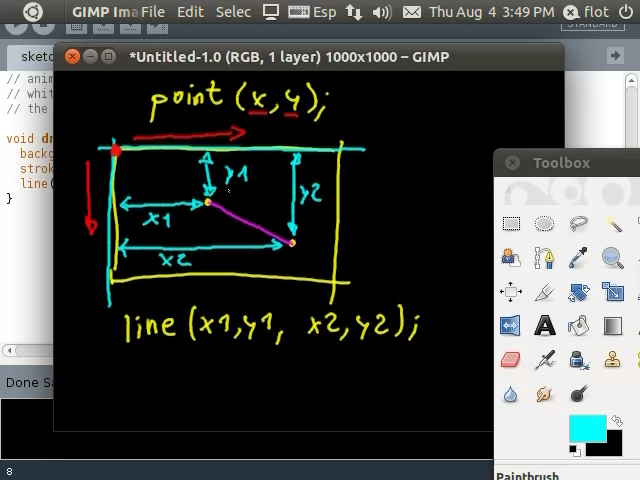 GIMP Ima File Edit Selec Esp Thu Aug 4 3:49 PM flot
*Untitled-1.0 (RGB, 1 layer) 1000x1000 – GIMP
STANDARD
sketc
// anim
// whit
// the
void dr
backg
strok
line(
}
point (x, y);
y1
y2
x1
x2
line (x1,y1, x2,y2);
Toolbox
A
Paintbrush
Done Sa
8